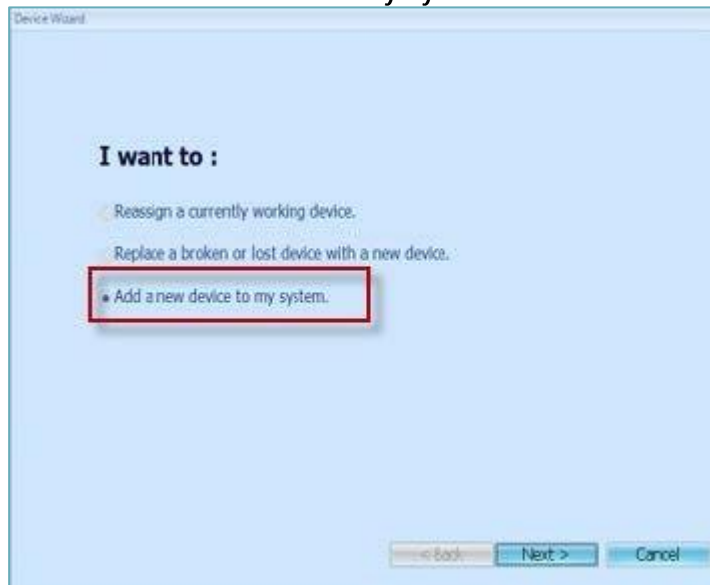 Device Wizard
I want to :
Reassign a currently working device.
Replace a broken or lost device with a new device.
Add a new device to my system.
< Back
Next >
Cancel